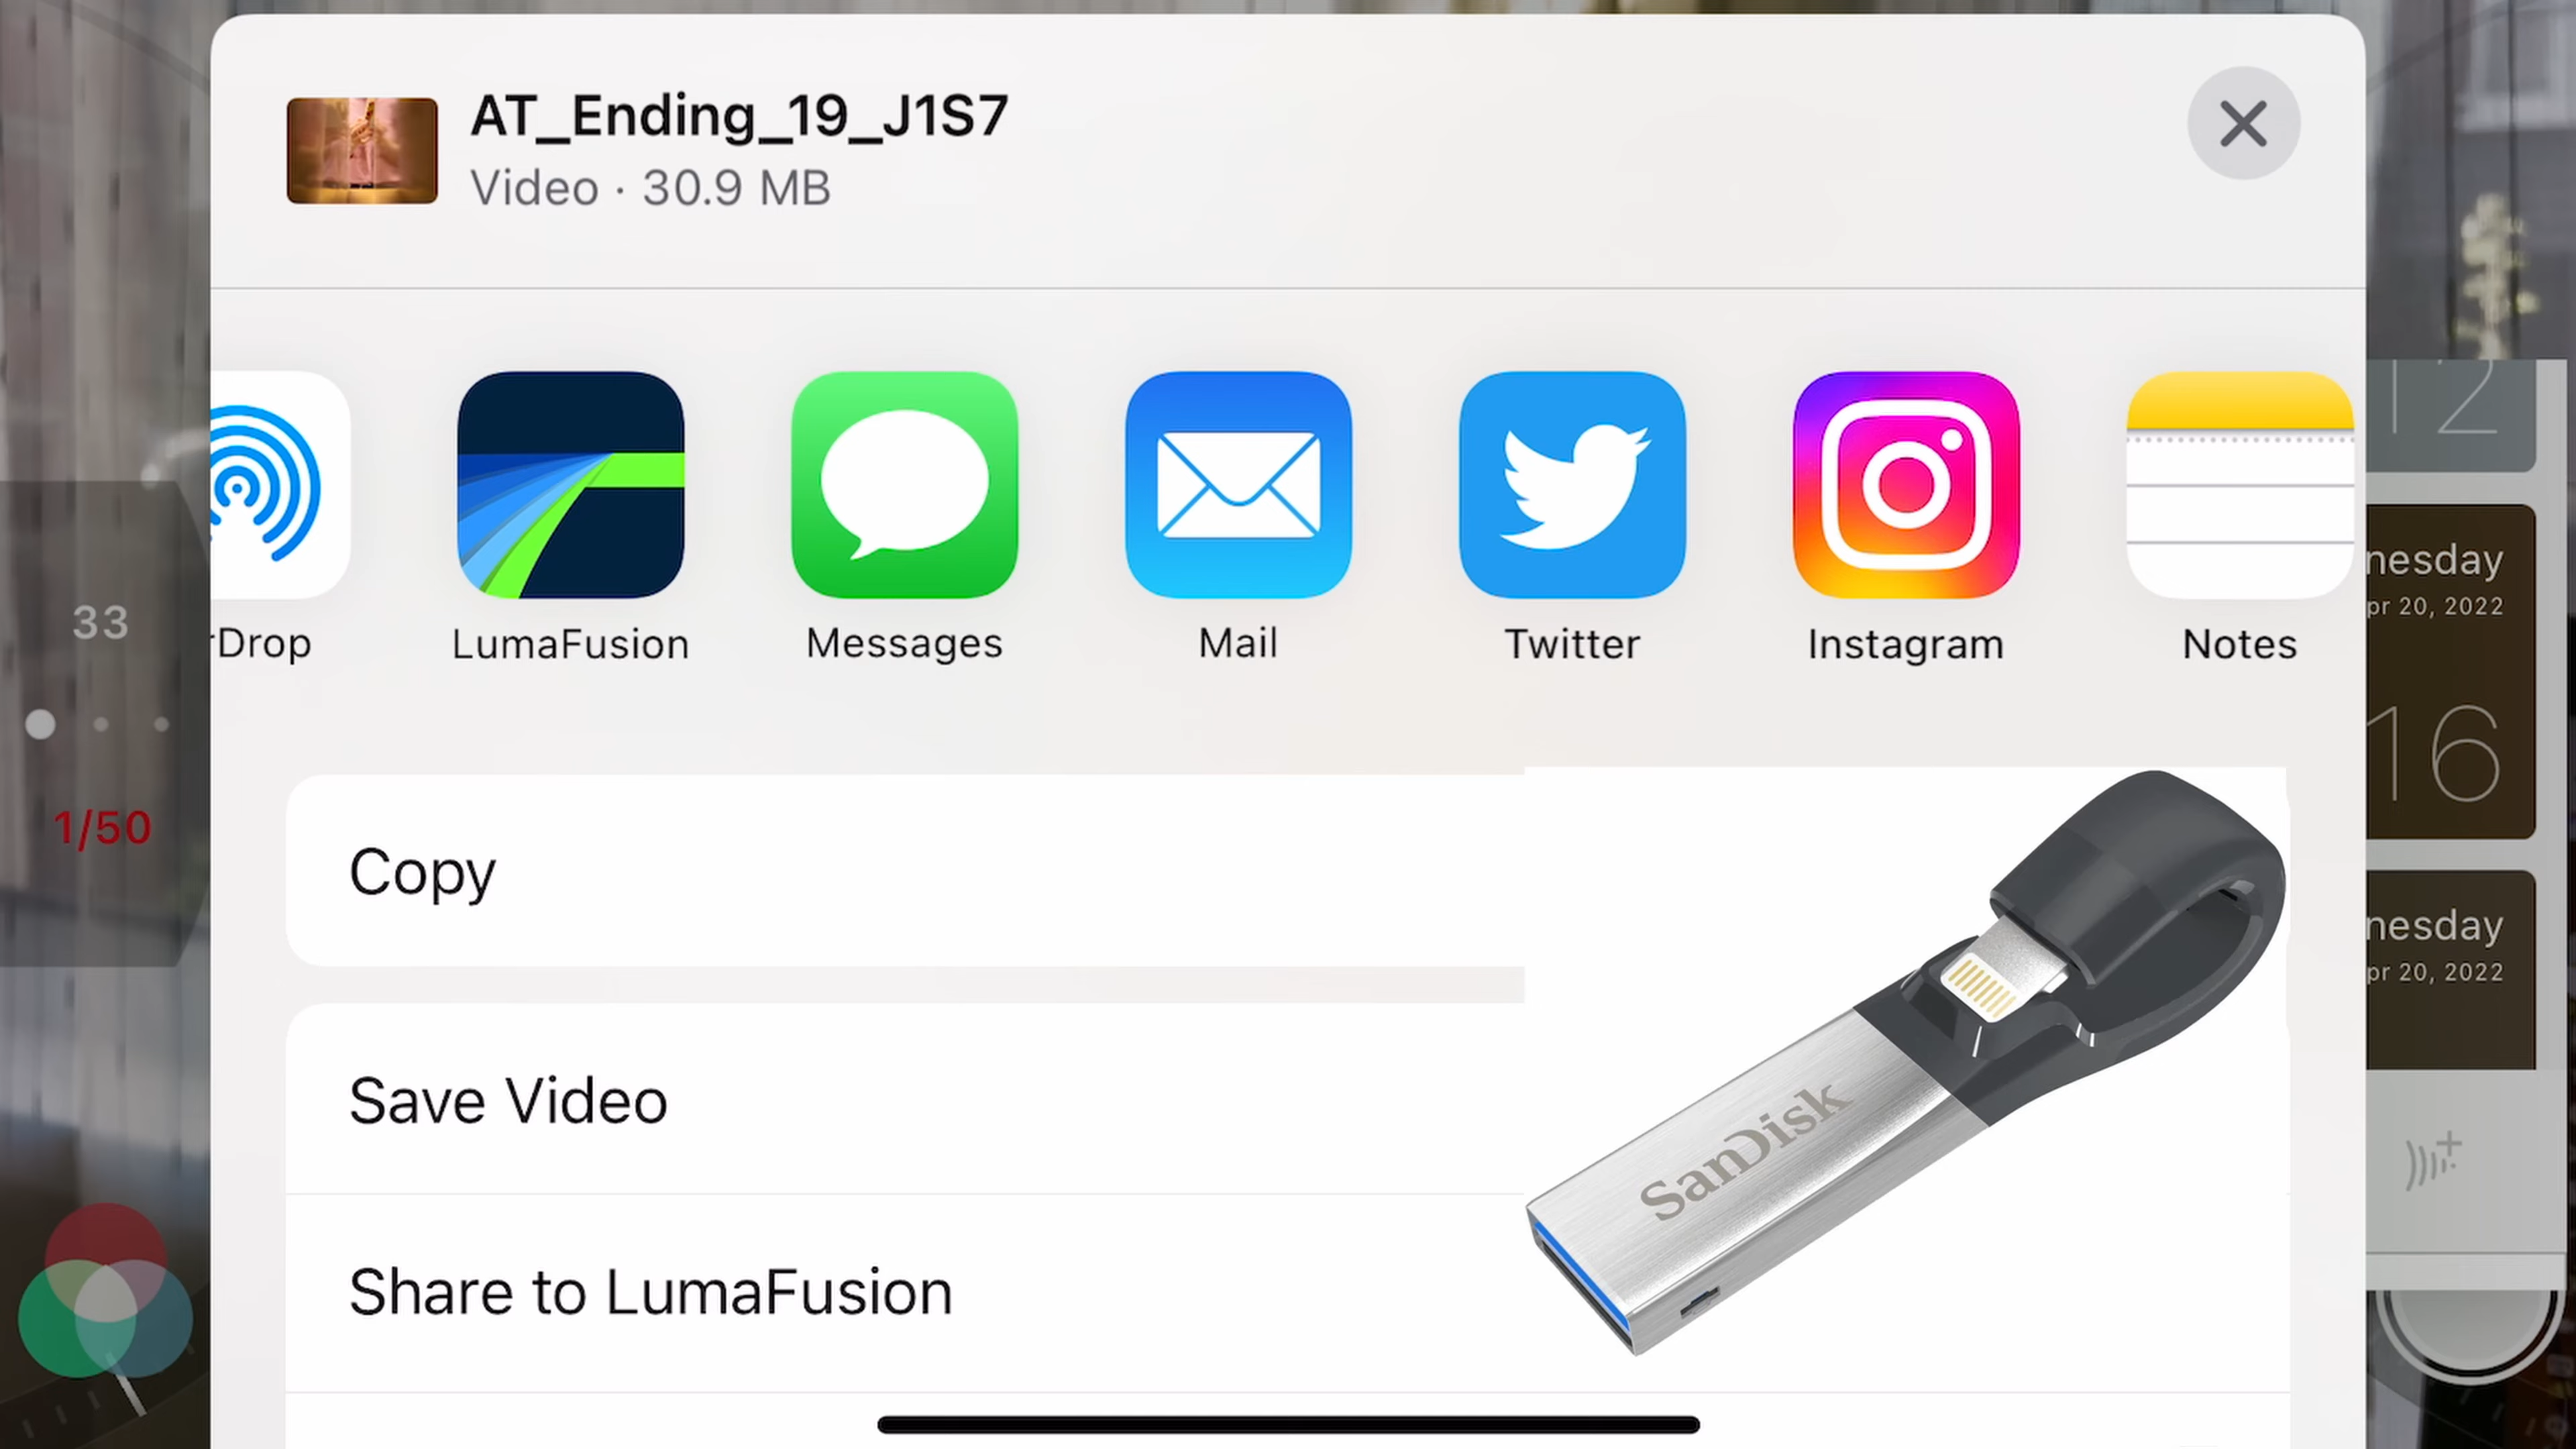 AT_Ending_19_J1S7
Video · 30.9 MB
rDrop
LumaFusion
Messages
Mail
Twitter
Instagram
Notes
Copy
Save Video
Share to LumaFusion
SanDisk
33
1/50
12
nesday
pr 20, 2022
16
nesday
pr 20, 2022